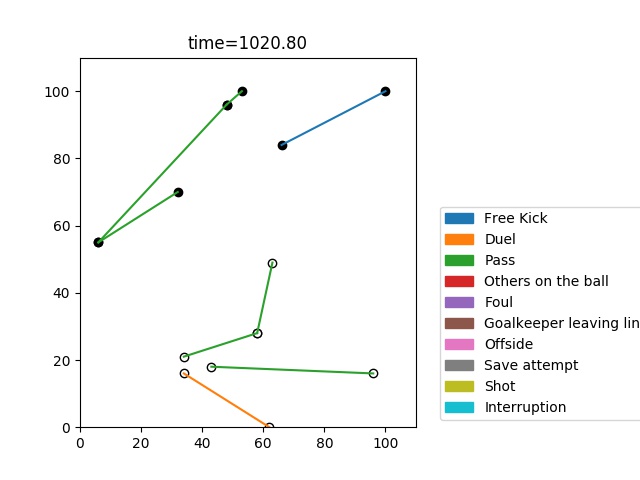 time=1020.80
100
80
60
40
20
0
0 20 40 60 80 100
Free Kick
Duel
Pass
Others on the ball
Foul
Goalkeeper leaving lin
Offside
Save attempt
Shot
Interruption